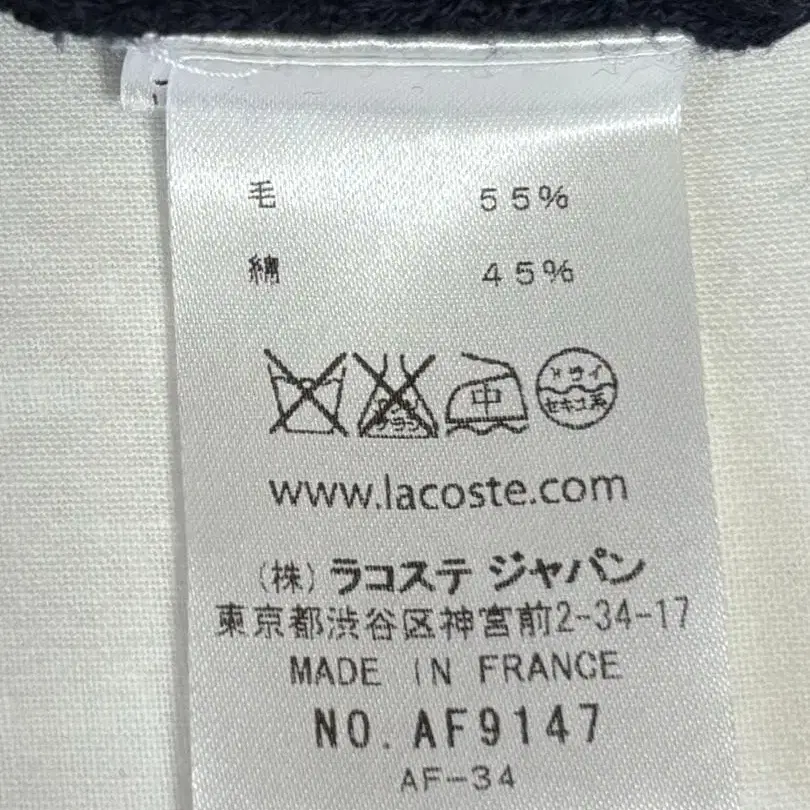 毛 55%
綿 45%
中 ドライ
セキユ系
www.lacoste.com
(株) ラコステ ジャパン
東京都渋谷区神宮前2-34-17
MADE IN FRANCE
NO. AF9147
AF-34